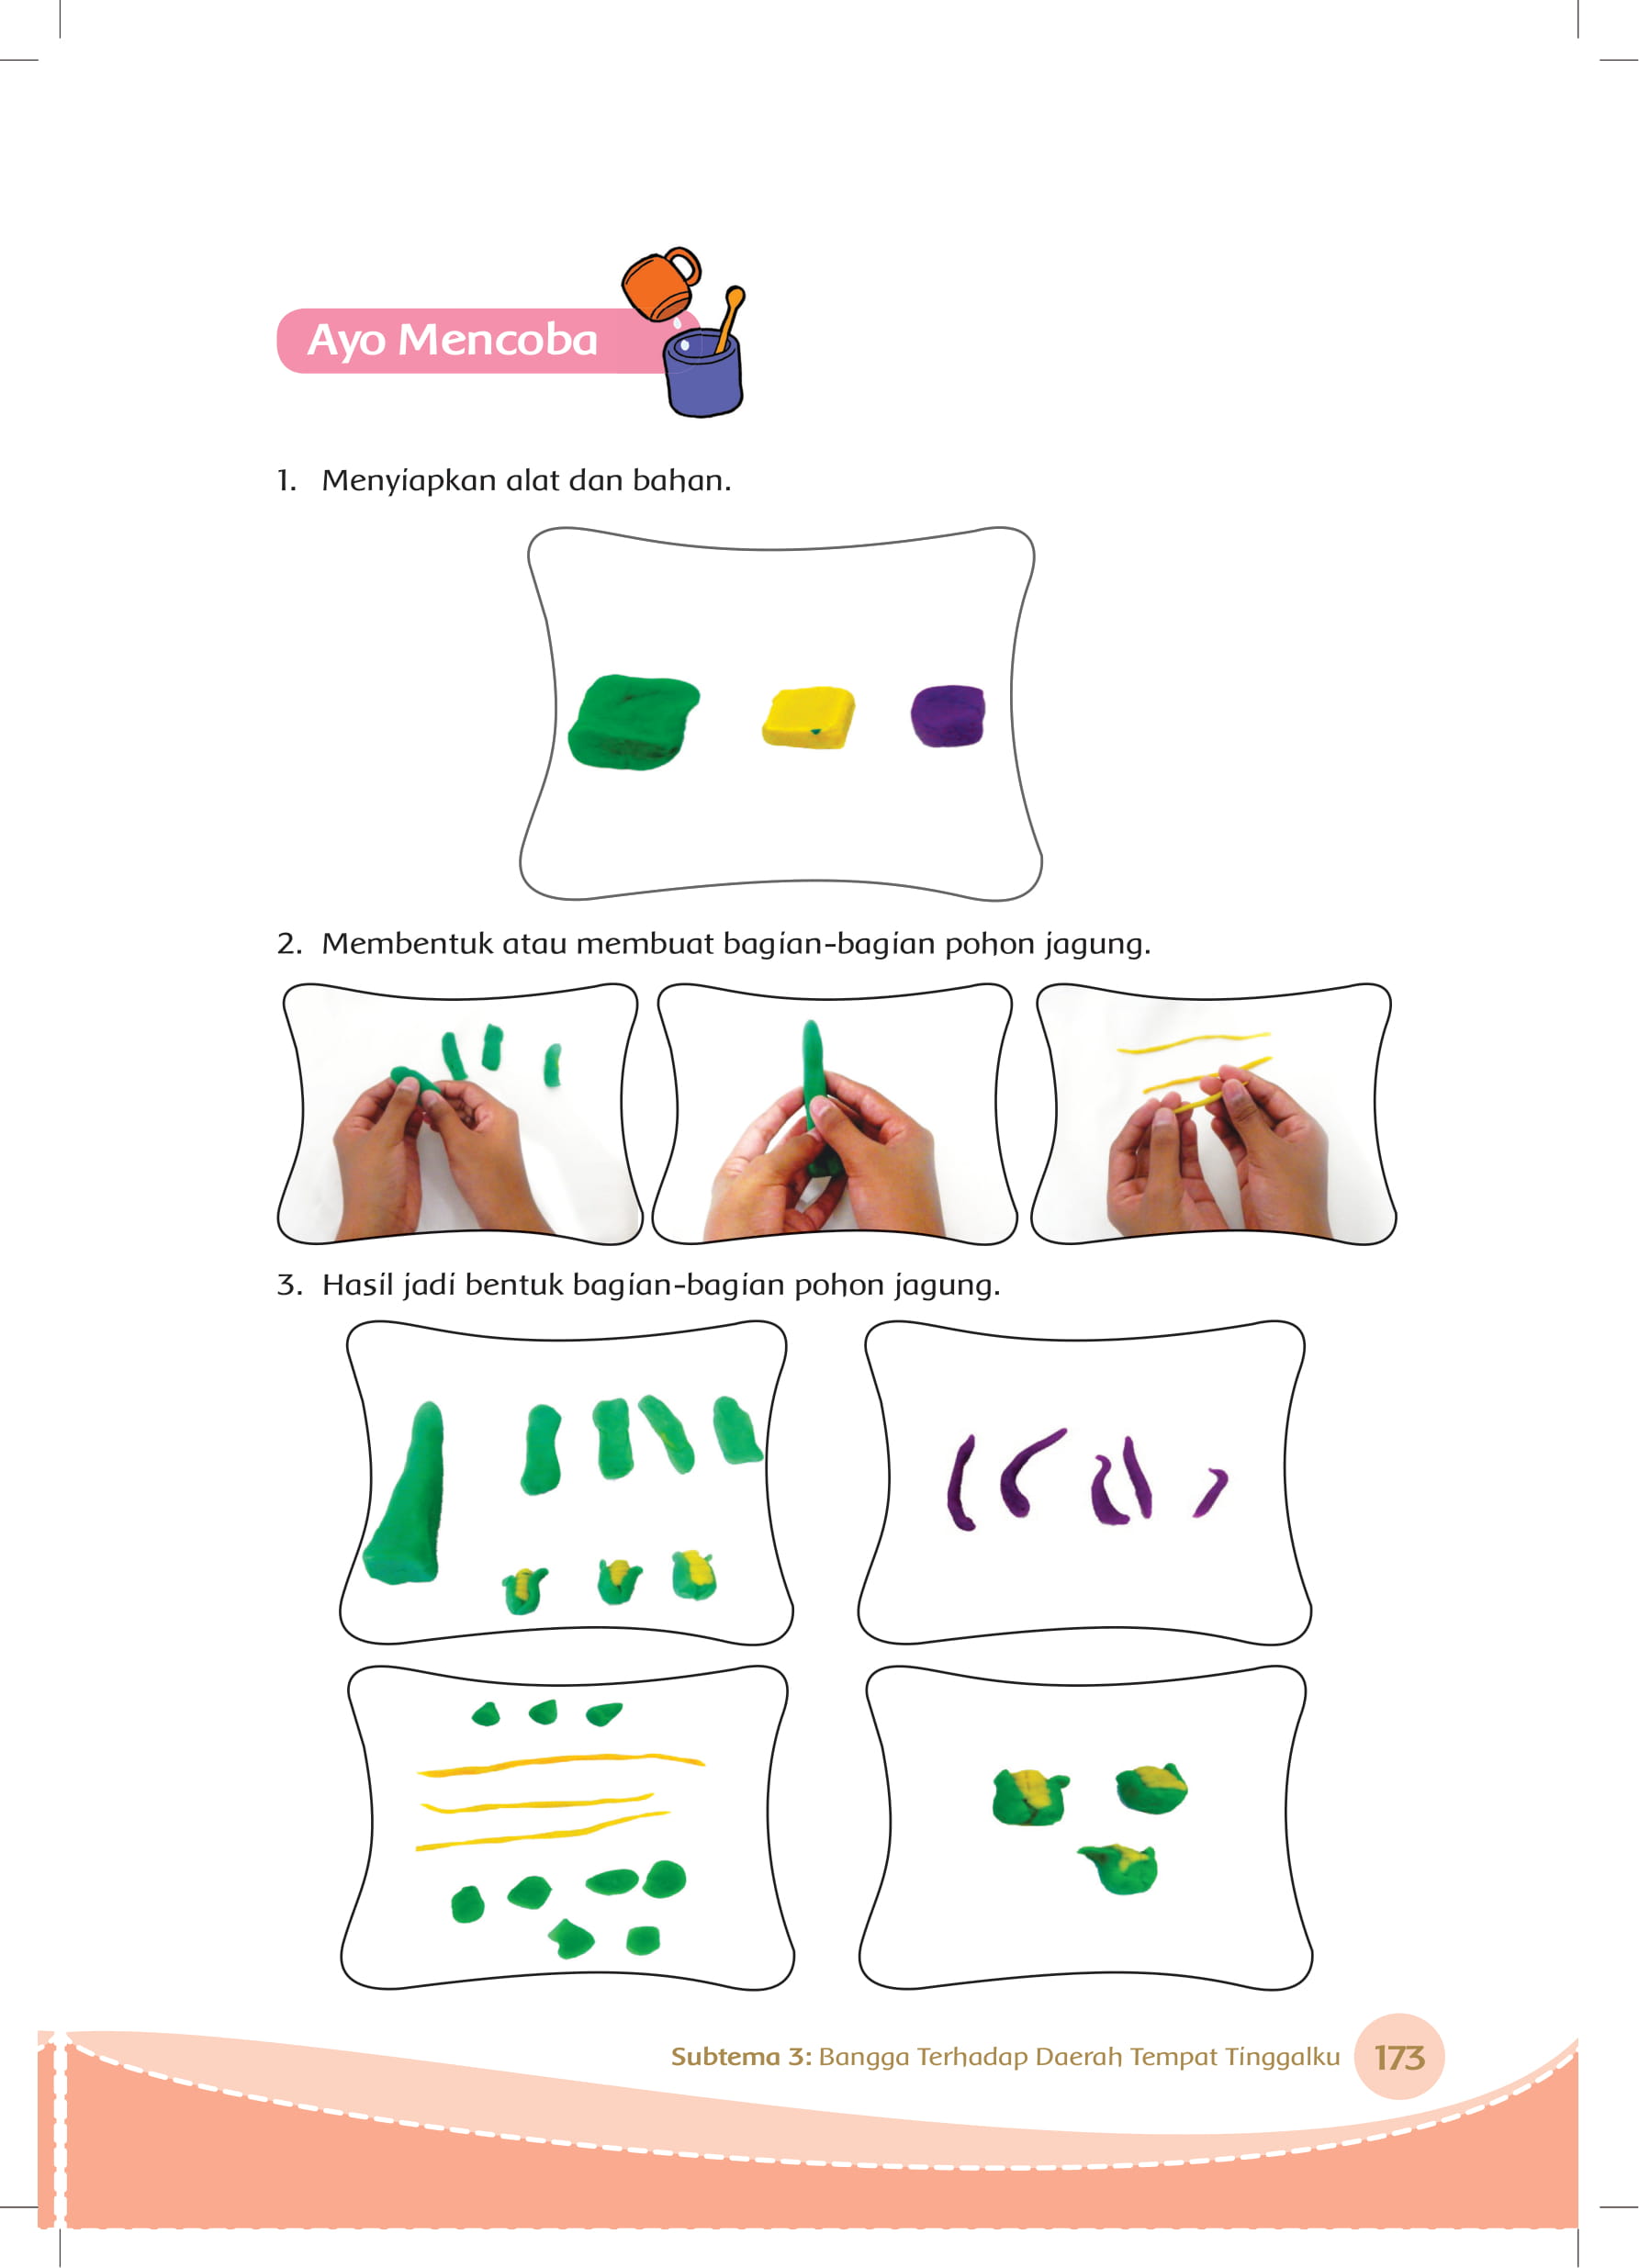 Ayo Mencoba
1. Menyiapkan alat dan bahan.
2. Membentuk atau membuat bagian-bagian pohon jagung.
3. Hasil jadi bentuk bagian-bagian pohon jagung.
Subtema 3: Bangga Terhadap Daerah Tempat Tinggalku 173